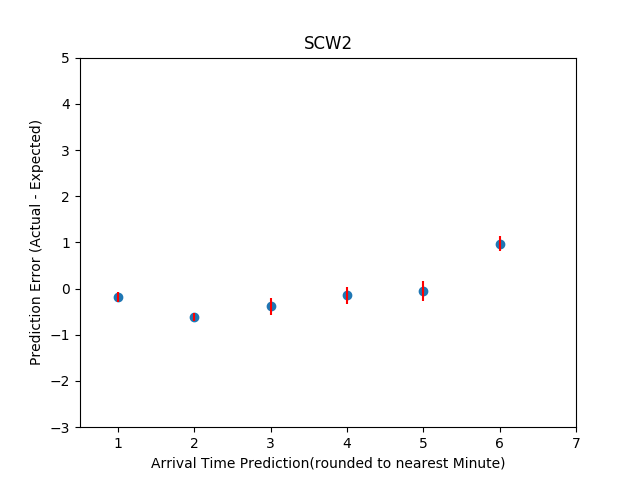 SCW2
5
4
3
2
1
0
−1
−2
−3
Prediction Error (Actual - Expected)
1 2 3 4 5 6 7
Arrival Time Prediction(rounded to nearest Minute)